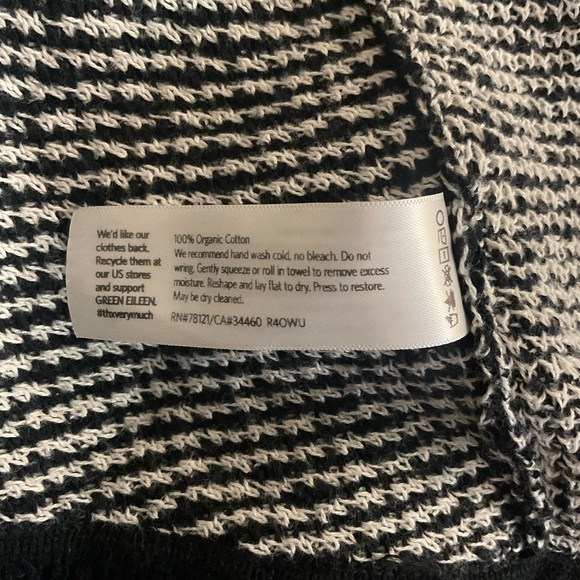 We'd like our
clothes back.
Recycle them at
our US stores
and support
GREEN EILEEN.
#thxverymuch
100% Organic Cotton
We recommend hand wash cold, no bleach. Do not
wring. Gently squeeze or roll in towel to remove excess
moisture. Reshape and lay flat to dry. Press to restore.
May be dry cleaned.
RN#78121/CA#34460 R4OWU